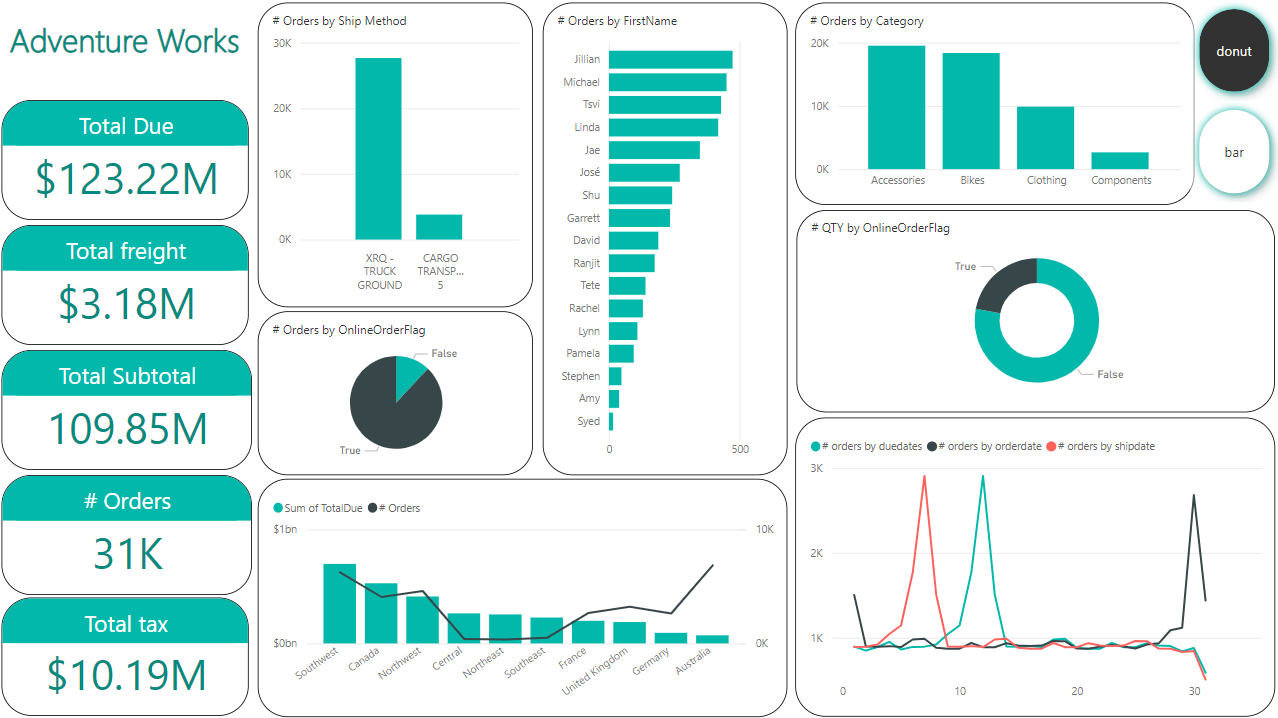 Adventure Works
Total Due
$123.22M
Total freight
$3.18M
Total Subtotal
109.85M
# Orders
31K
Total tax
$10.19M
# Orders by Ship Method
30K
20K
10K
0K
XRQ -
TRUCK
GROUND
CARGO
TRANSP...
5
# Orders by OnlineOrderFlag
False
True
# Orders by FirstName
Jillian
Michael
Tsvi
Linda
Jae
José
Shu
Garrett
David
Ranjit
Tete
Rachel
Lynn
Pamela
Stephen
Amy
Syed
0
500
# Orders by Category
20K
10K
0K
Accessories
Bikes
Clothing
Components
donut
bar
# QTY by OnlineOrderFlag
True
False
Sum of TotalDue
# Orders
$1bn
$0bn
10K
0K
Southwest
Canada
Northwest
Central
Northeast
Southeast
France
United Kingdom
Germany
Australia
# orders by duedates
# orders by orderdate
# orders by shipdate
3K
2K
1K
0
10
20
30